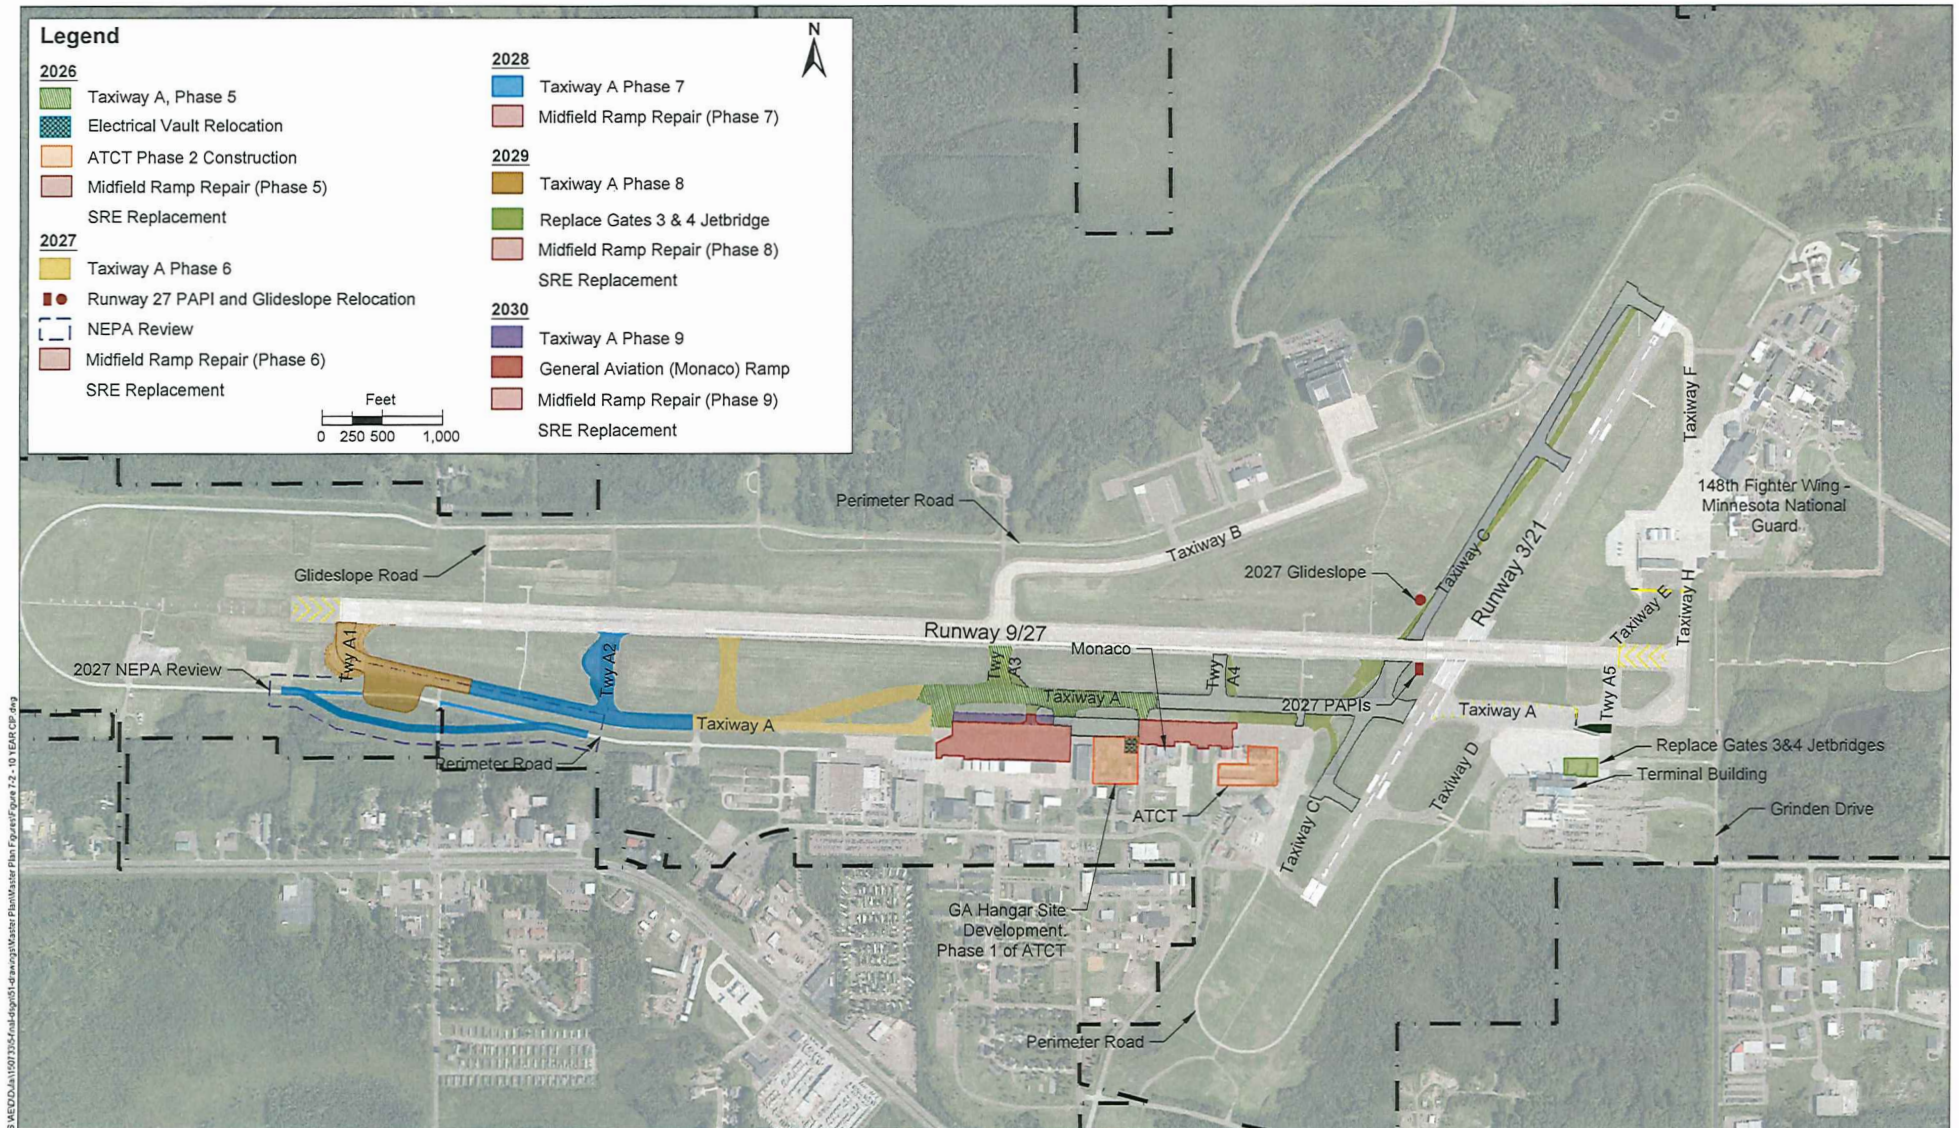 Legend
2026
Taxiway A, Phase 5
Electrical Vault Relocation
ATCT Phase 2 Construction
Midfield Ramp Repair (Phase 5)
SRE Replacement
2027
Taxiway A Phase 6
Runway 27 PAPI and Glideslope Relocation
NEPA Review
Midfield Ramp Repair (Phase 6)
SRE Replacement
2028
Taxiway A Phase 7
Midfield Ramp Repair (Phase 7)
2029
Taxiway A Phase 8
Replace Gates 3 & 4 Jetbridge
Midfield Ramp Repair (Phase 8)
SRE Replacement
2030
Taxiway A Phase 9
General Aviation (Monaco) Ramp
Midfield Ramp Repair (Phase 9)
SRE Replacement
N
Feet
0 250 500 1,000
Perimeter Road
Glideslope Road
Taxiway B
2027 Glideslope
Taxiway C
Runway 3/21
Taxiway F
148th Fighter Wing -
Minnesota National
Guard
Taxiway E
Taxiway H
Runway 9/27
Monaco
2027 NEPA Review
Twy A1
Twy A2
Twy
A3
Twy
A4
Taxiway A
Taxiway A
2027 PAPIs
Taxiway A
Twy A5
Perimeter Road
Taxiway D
Replace Gates 3&4 Jetbridges
Terminal Building
Grinden Drive
ATCT
Taxiway C
GA Hangar Site
Development.
Phase 1 of ATCT
Perimeter Road